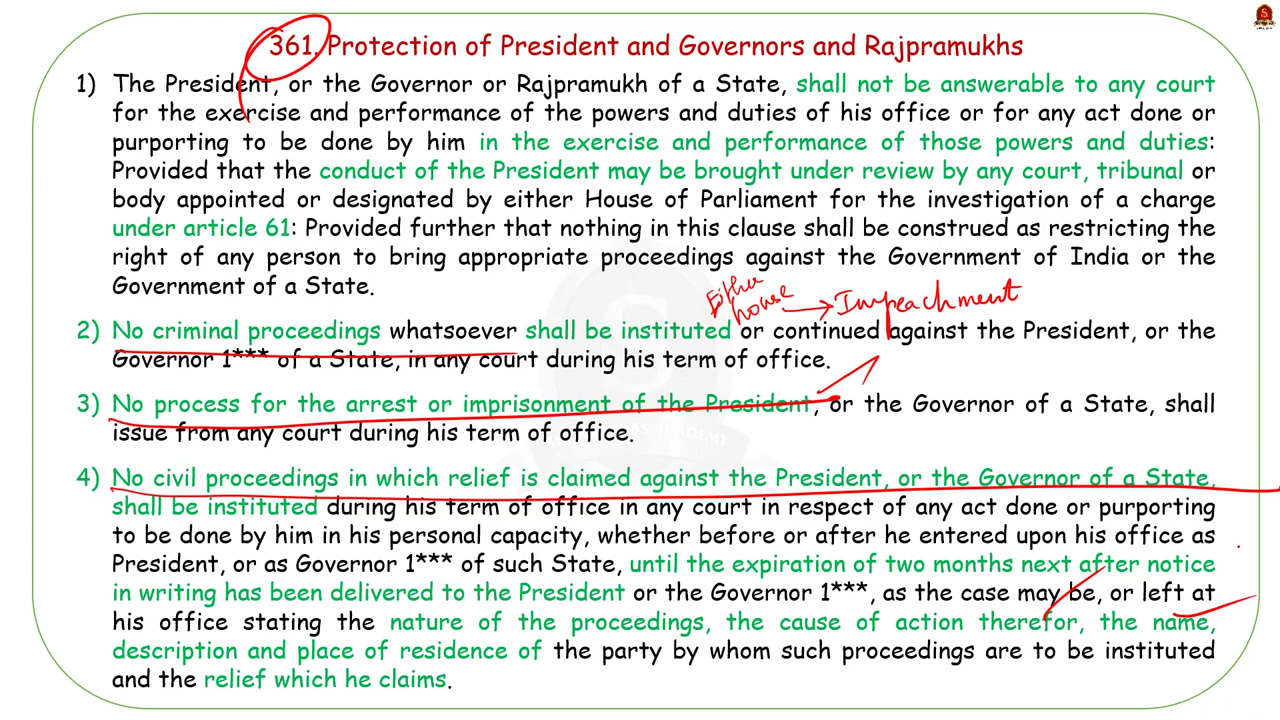 361. Protection of President and Governors and Rajpramukhs
1) The President, or the Governor or Rajpramukh of a State, shall not be answerable to any court
for the exercise and performance of the powers and duties of his office or for any act done or
purporting to be done by him in the exercise and performance of those powers and duties:
Provided that the conduct of the President may be brought under review by any court, tribunal or
body appointed or designated by either House of Parliament for the investigation of a charge
under article 61: Provided further that nothing in this clause shall be construed as restricting the
right of any person to bring appropriate proceedings against the Government of India or the
Government of a State.
Either
house → Impeachment
2) No criminal proceedings whatsoever shall be instituted or continued against the President, or the
Governor 1*** of a State, in any court during his term of office.
3) No process for the arrest or imprisonment of the President, or the Governor of a State, shall
issue from any court during his term of office.
4) No civil proceedings in which relief is claimed against the President, or the Governor of a State,
shall be instituted during his term of office in any court in respect of any act done or purporting
to be done by him in his personal capacity, whether before or after he entered upon his office as
President, or as Governor 1*** of such State, until the expiration of two months next after notice
in writing has been delivered to the President or the Governor 1***, as the case may be, or left at
his office stating the nature of the proceedings, the cause of action therefor, the name,
description and place of residence of the party by whom such proceedings are to be instituted
and the relief which he claims.